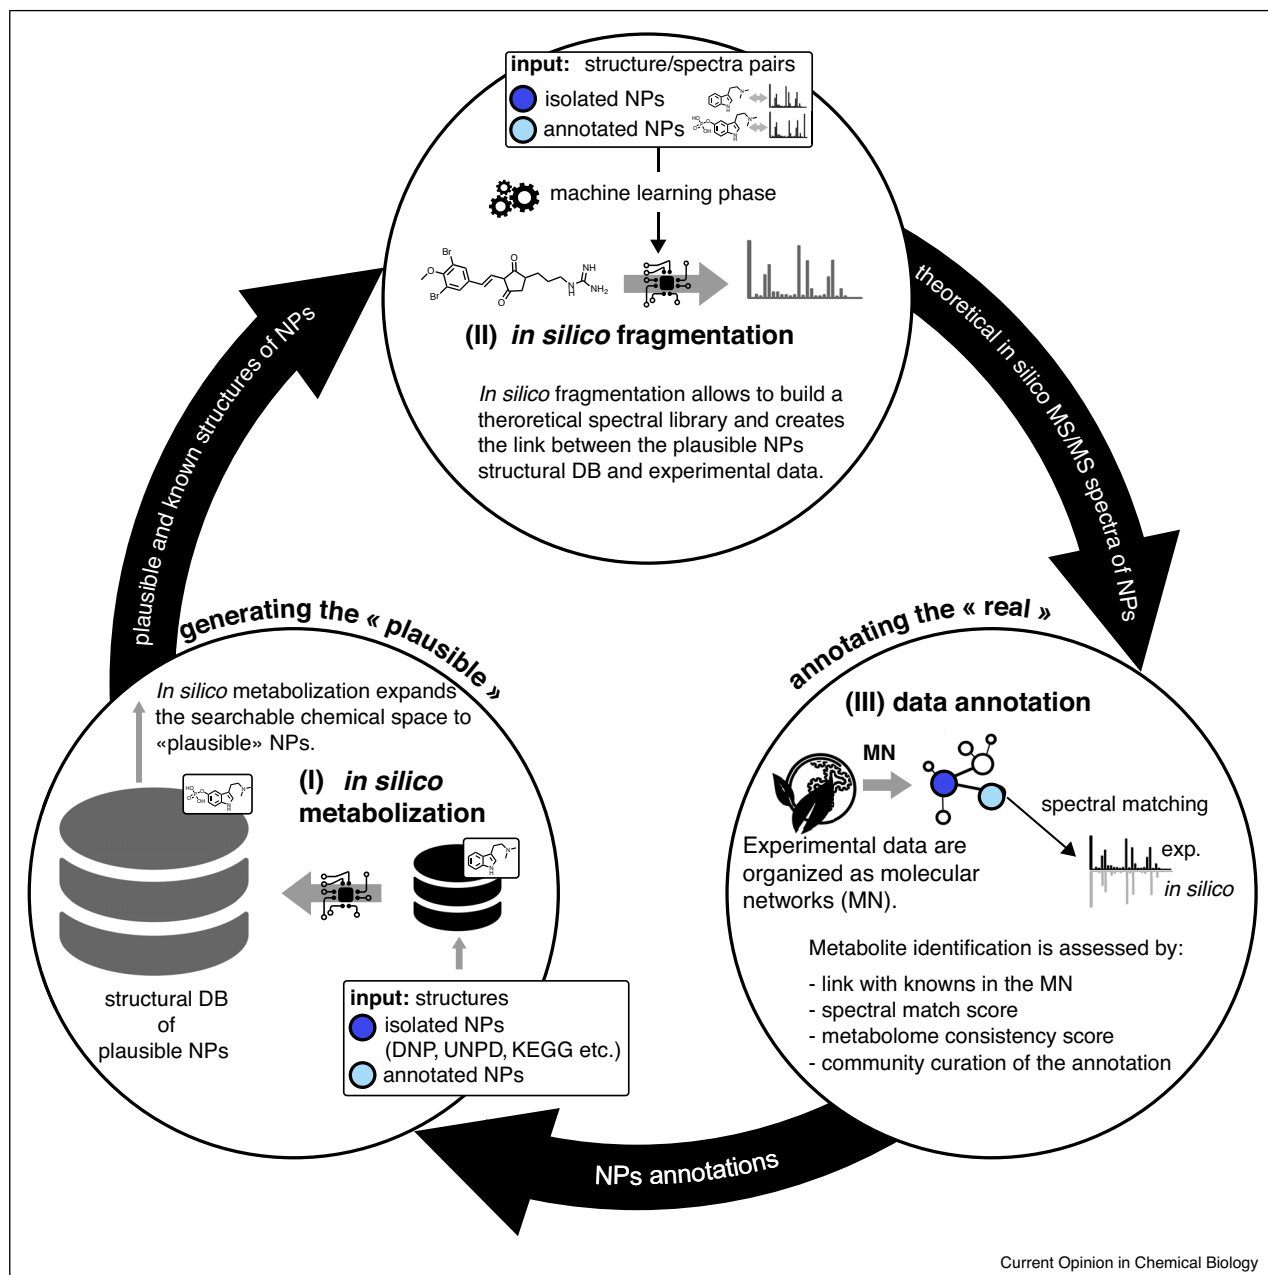 input: structure/spectra pairs
isolated NPs
annotated NPs
machine learning phase
Br
O
Br
O
O
N
H
NH
NH2
(II) in silico fragmentation
In silico fragmentation allows to build a
theroretical spectral library and creates
the link between the plausible NPs
structural DB and experimental data.
plausible and known structures of NPs
theoretical in silico MS/MS spectra of NPs
generating the « plausible »
In silico metabolization expands
the searchable chemical space to
«plausible» NPs.
(I) in silico
metabolization
structural DB
of
plausible NPs
input: structures
isolated NPs
(DNP, UNPD, KEGG etc.)
annotated NPs
annotating the « real »
(III) data annotation
MN
spectral matching
exp.
in silico
Experimental data are
organized as molecular
networks (MN).
Metabolite identification is assessed by:
- link with knowns in the MN
- spectral match score
- metabolome consistency score
- community curation of the annotation
NPs annotations
Current Opinion in Chemical Biology